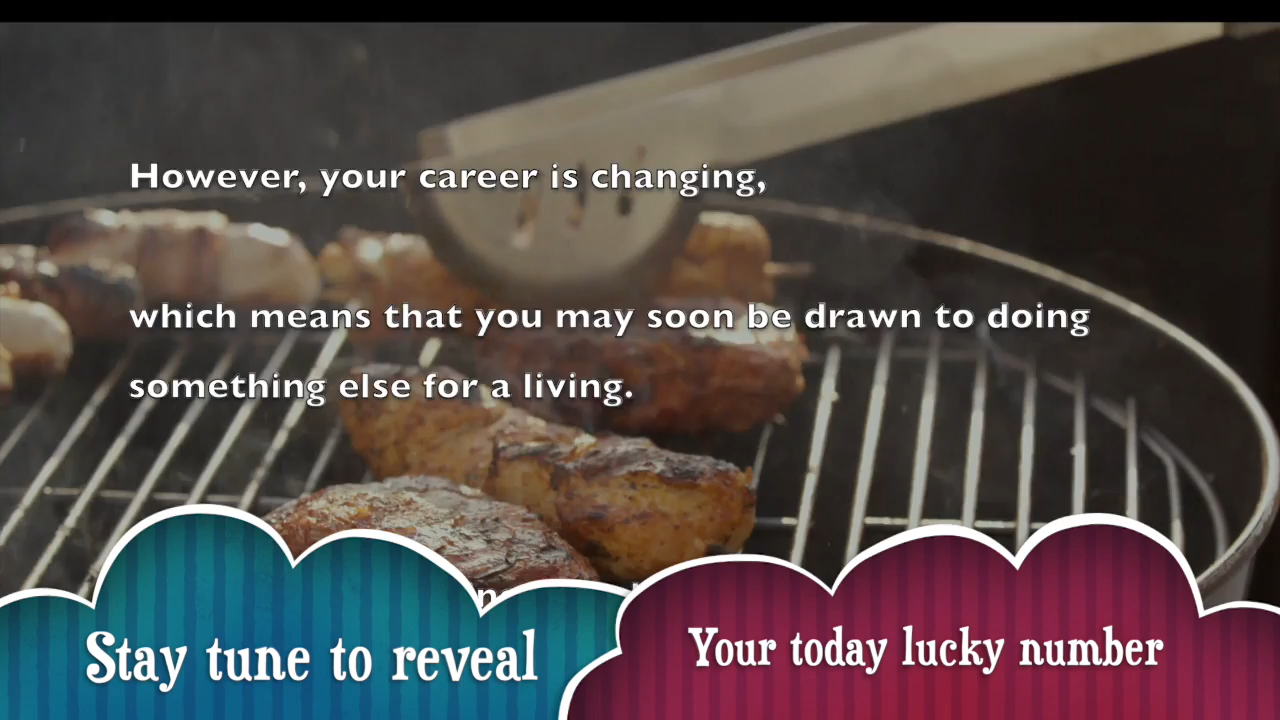 However, your career is changing,
which means that you may soon be drawn to doing
something else for a living.
Stay tune to reveal
Your today lucky number